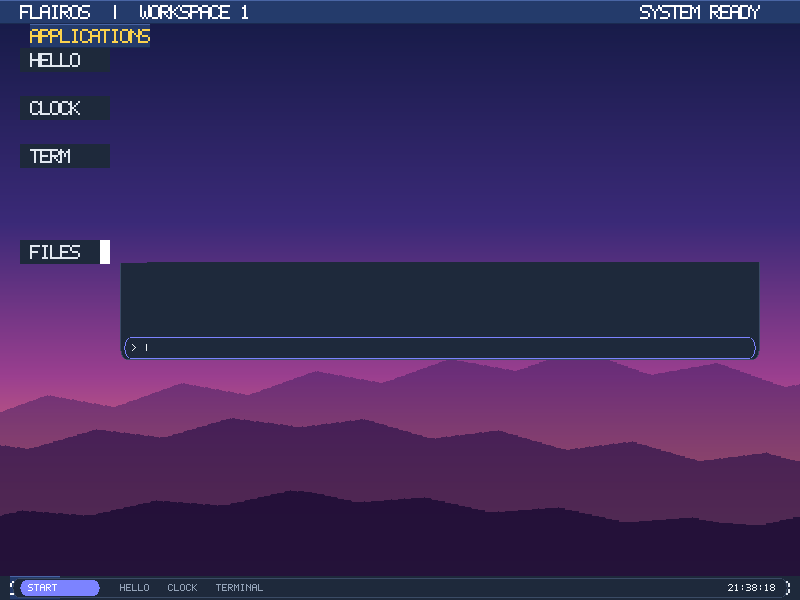 FLAIROS | WORKSPACE 1 SYSTEM READY
APPLICATIONS
HELLO
CLOCK
TERM
FILES
>
START HELLO CLOCK TERMINAL 21:38:18